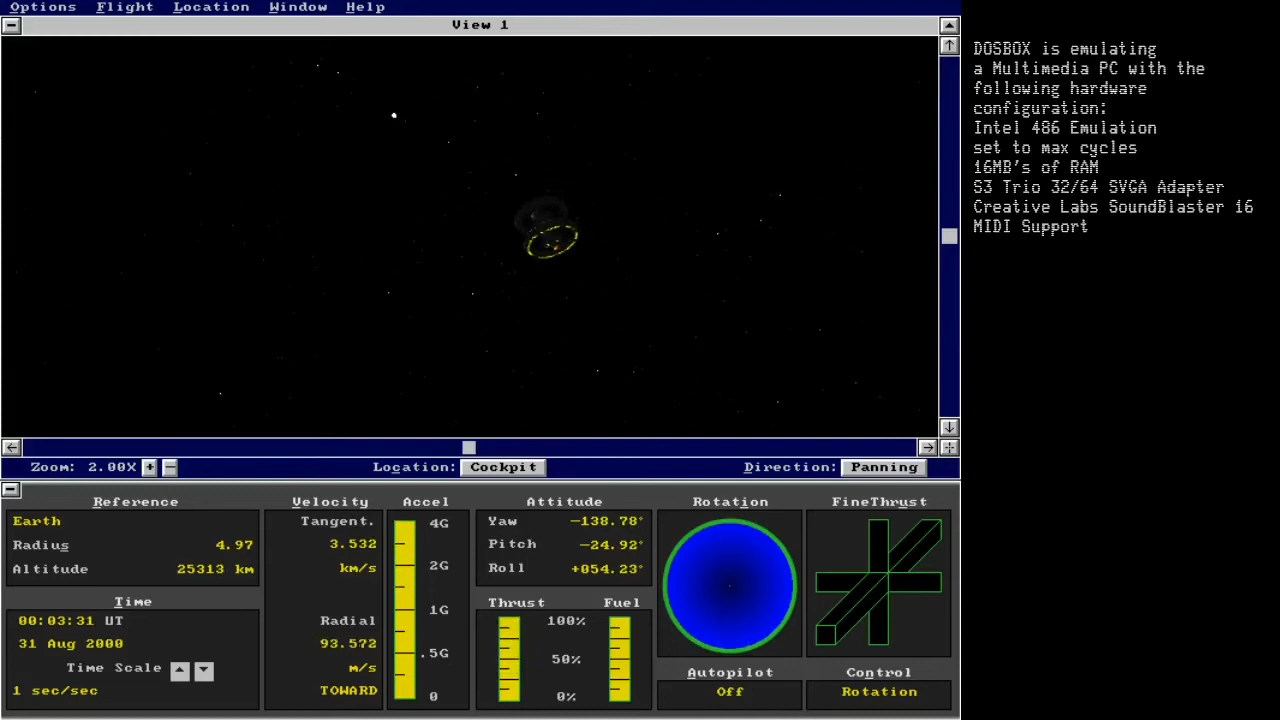 Options Flight Location Window Help
View 1
DOSBOX is emulating
a Multimedia PC with the
following hardware
configuration:
Intel 486 Emulation
set to max cycles
16MB's of RAM
S3 Trio 32/64 SVGA Adapter
Creative Labs SoundBlaster 16
MIDI Support
Zoom: 2.00X + − Location: Cockpit Direction: Panning
Reference
Earth
Radius 4.97
Altitude 25313 km
Time
00:03:31 UT
31 Aug 2000
Time Scale
1 sec/sec
Velocity
Tangent.
3.532
km/s
Radial
93.572
m/s
TOWARD
Accel
4G
2G
1G
.5G
0
Attitude
Yaw −138.78°
Pitch −24.92°
Roll +054.23°
Thrust Fuel
100%
50%
0%
Rotation
Autopilot
Off
FineThrust
Control
Rotation